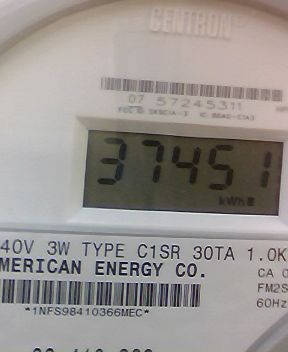 CENTRON
07 57245311
37451
kWh
40V 3W TYPE C1SR 30TA 1.0K
MERICAN ENERGY CO.
CA 0
FM2S
60Hz
*1NFS98410366MEC*